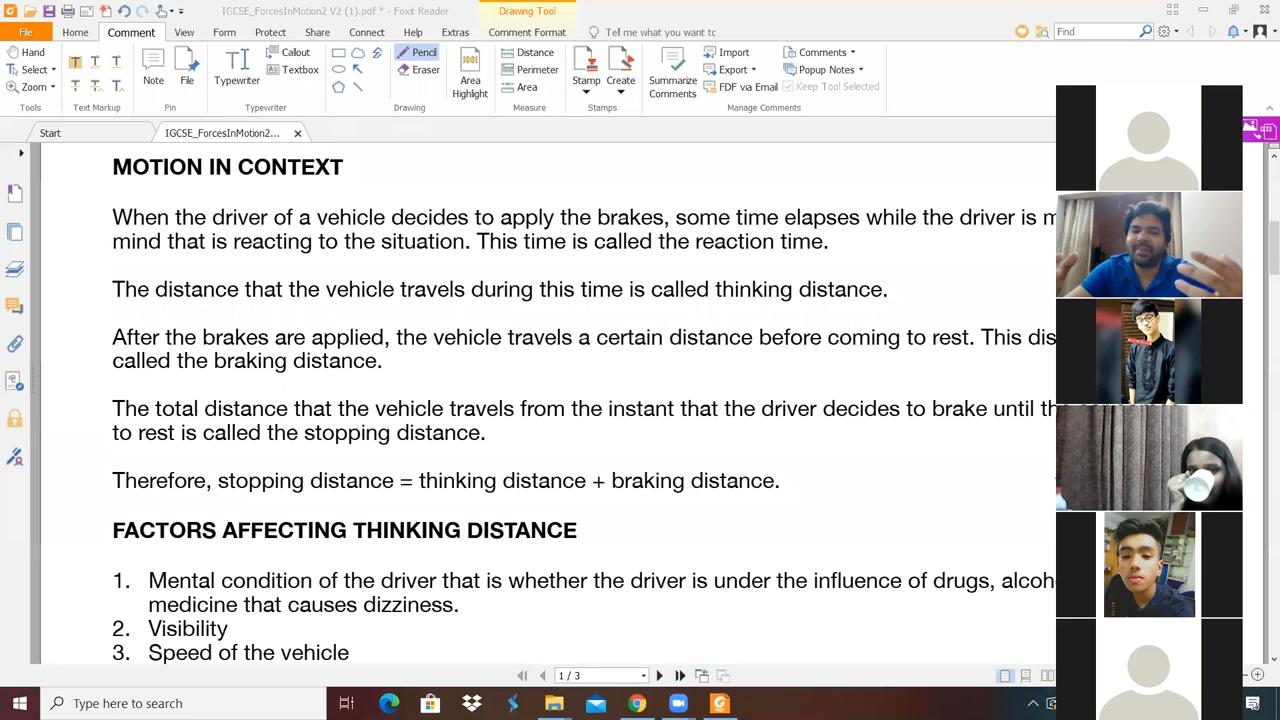 IGCSE_ForcesInMotion2 V2 (1).pdf * - Foxit Reader
Drawing Tool
File Home Comment View Form Protect Share Connect Help Extras Comment Format Tell me what you want tc Find
Hand
Select
Zoom
Tools
Text Markup
Note
File
Pin
Typewriter
Callout
Textbox
Typewriter
Pencil
Eraser
Drawing
Area
Highlight
Distance
Perimeter
Area
Measure
Stamp
Create
Stamps
Summarize
Comments
Import
Export
FDF via Email
Comments
Popup Notes
Keep Tool Selected
Manage Comments
Start IGCSE_ForcesInMotion2...
MOTION IN CONTEXT
When the driver of a vehicle decides to apply the brakes, some time elapses while the driver is
mind that is reacting to the situation. This time is called the reaction time.
The distance that the vehicle travels during this time is called thinking distance.
After the brakes are applied, the vehicle travels a certain distance before coming to rest. This
called the braking distance.
The total distance that the vehicle travels from the instant that the driver decides to brake until
to rest is called the stopping distance.
Therefore, stopping distance = thinking distance + braking distance.
FACTORS AFFECTING THINKING DISTANCE
1. Mental condition of the driver that is whether the driver is under the influence of drugs,
medicine that causes dizziness.
2. Visibility
3. Speed of the vehicle
1 / 3
Type here to search